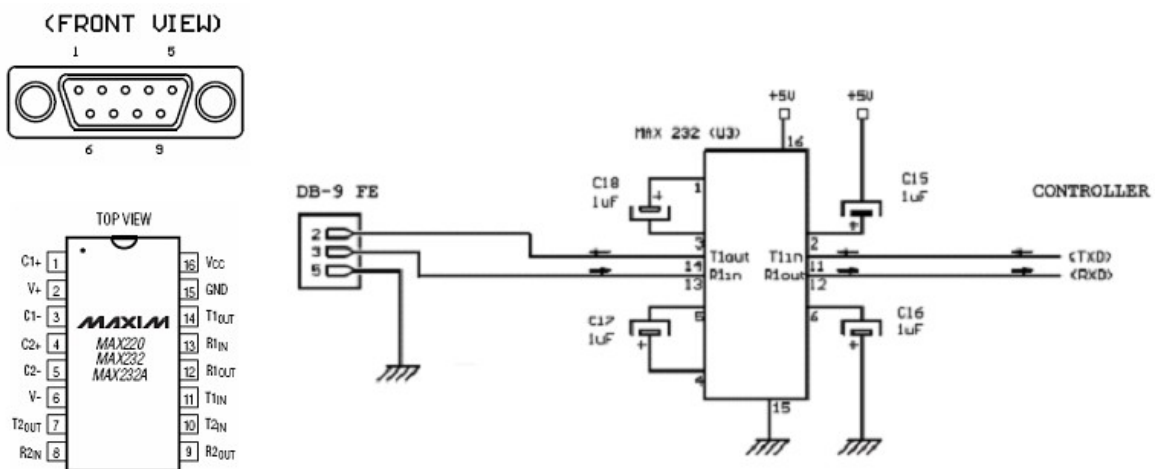 (FRONT VIEW)
1 5
6 9
TOP VIEW
C1+ 1
V+ 2
C1- 3
C2+ 4
C2- 5
V- 6
T2OUT 7
R2IN 8
MAXIM
MAX220
MAX232
MAX232A
16 VCC
15 GND
14 T1OUT
13 R1IN
12 R1OUT
11 T1IN
10 T2IN
9 R2OUT
DB-9 FE
2
3
5
MAX 232 (U3)
+5V
+5V
16
C18
1uF
+
1
3
C15
1uF
+
2
CONTROLLER
T1out T1in
14 11
R1in R1out
13 12
(TXD)
(RXD)
C17
1uF
+
5
4
C16
1uF
+
6
15